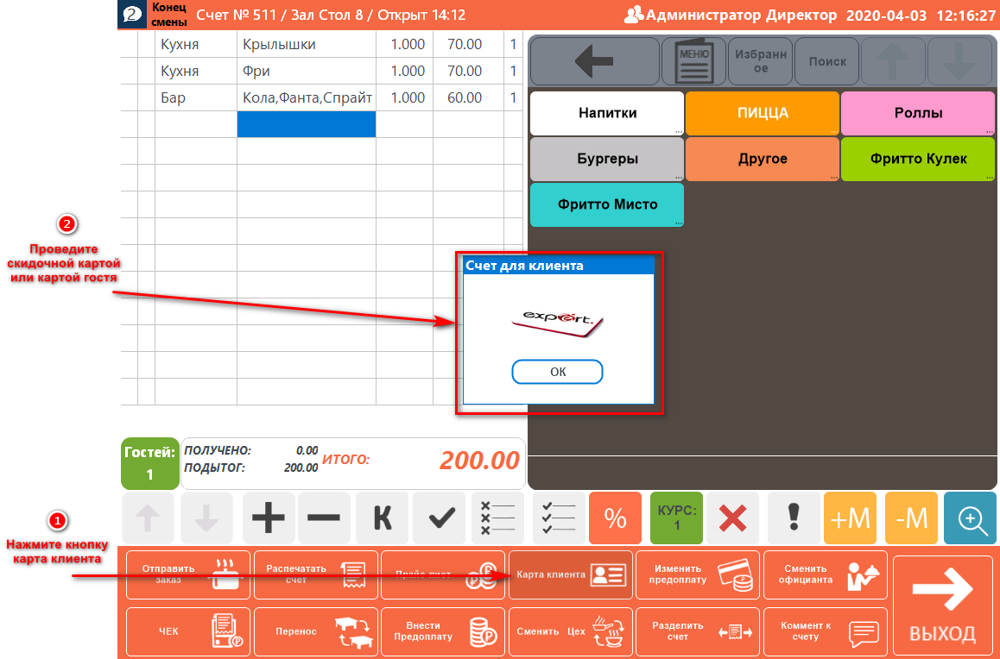 2
Конец
смены
Счет № 511 / Зал Стол 8 / Открыт 14:12
Администратор Директор 2020-04-03 12:16:27
Кухня Крылышки 1.000 70.00 1
Кухня Фри 1.000 70.00 1
Бар Кола,Фанта,Спрайт 1.000 60.00 1
МЕНЮ
Избранн
ое
Поиск
Напитки ПИЦЦА Роллы
Бургеры Другое Фритто Кулек
Фритто Мисто
2
Проведите
скидочной картой
или картой гостя
Счет для клиента
expert.
ОК
Гостей:
1
ПОЛУЧЕНО: 0.00
ПОДЫТОГ: 200.00
ИТОГО: 200.00
К
%
КУРС:
1
!
+М
-М
1
Нажмите кнопку
карта клиента
Отправить
заказ
Распечатать
счет
Прайс-лист
Карта клиента
Изменить
предоплату
Сменить
официанта
ЧЕК
Перенос
Внести
Предоплату
Сменить Цех
Разделить
счет
Коммент к
счету
ВЫХОД